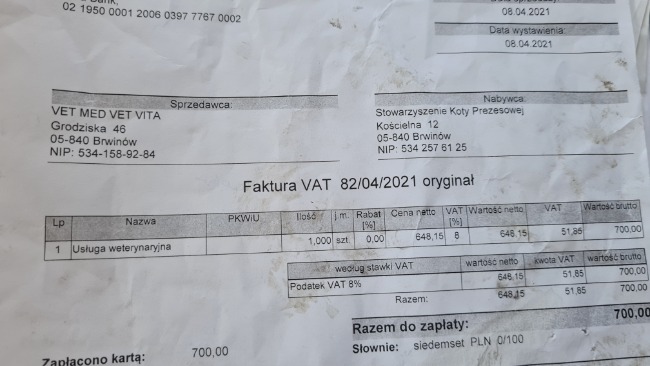 Bank,
02 1950 0001 2006 0397 7767 0002
08.04.2021
Data wystawienia:
08.04.2021
Sprzedawca:
VET MED VET VITA
Grodziska 46
05-840 Brwinów
NIP: 534-158-92-84
Nabywca:
Stowarzyszenie Koty Prezesowej
Kościelna 12
05-840 Brwinów
NIP: 534 257 61 25
Faktura VAT 82/04/2021 oryginał
Lp Nazwa PKWiU Ilość j.m. Rabat [%] Cena netto VAT [%] Wartość netto VAT Wartość brutto
1 Usługa weterynaryjna 1,000 szt. 0,00 648,15 8 648,15 51,85 700,00
według stawki VAT wartość netto kwota VAT wartość brutto
Podatek VAT 8% 648,15 51,85 700,00
Razem: 648,15 51,85 700,00
Razem do zapłaty: 700,00
Słownie: siedemset PLN 0/100
Zapłacono kartą: 700,00